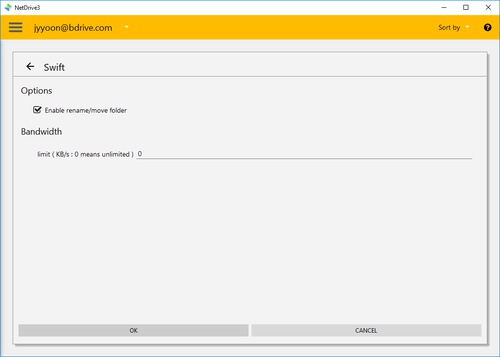 NetDrive3
jyyoon@bdrive.com
Sort by
Swift
Options
Enable rename/move folder
Bandwidth
limit ( KB/s : 0 means unlimited ) 0
OK
CANCEL